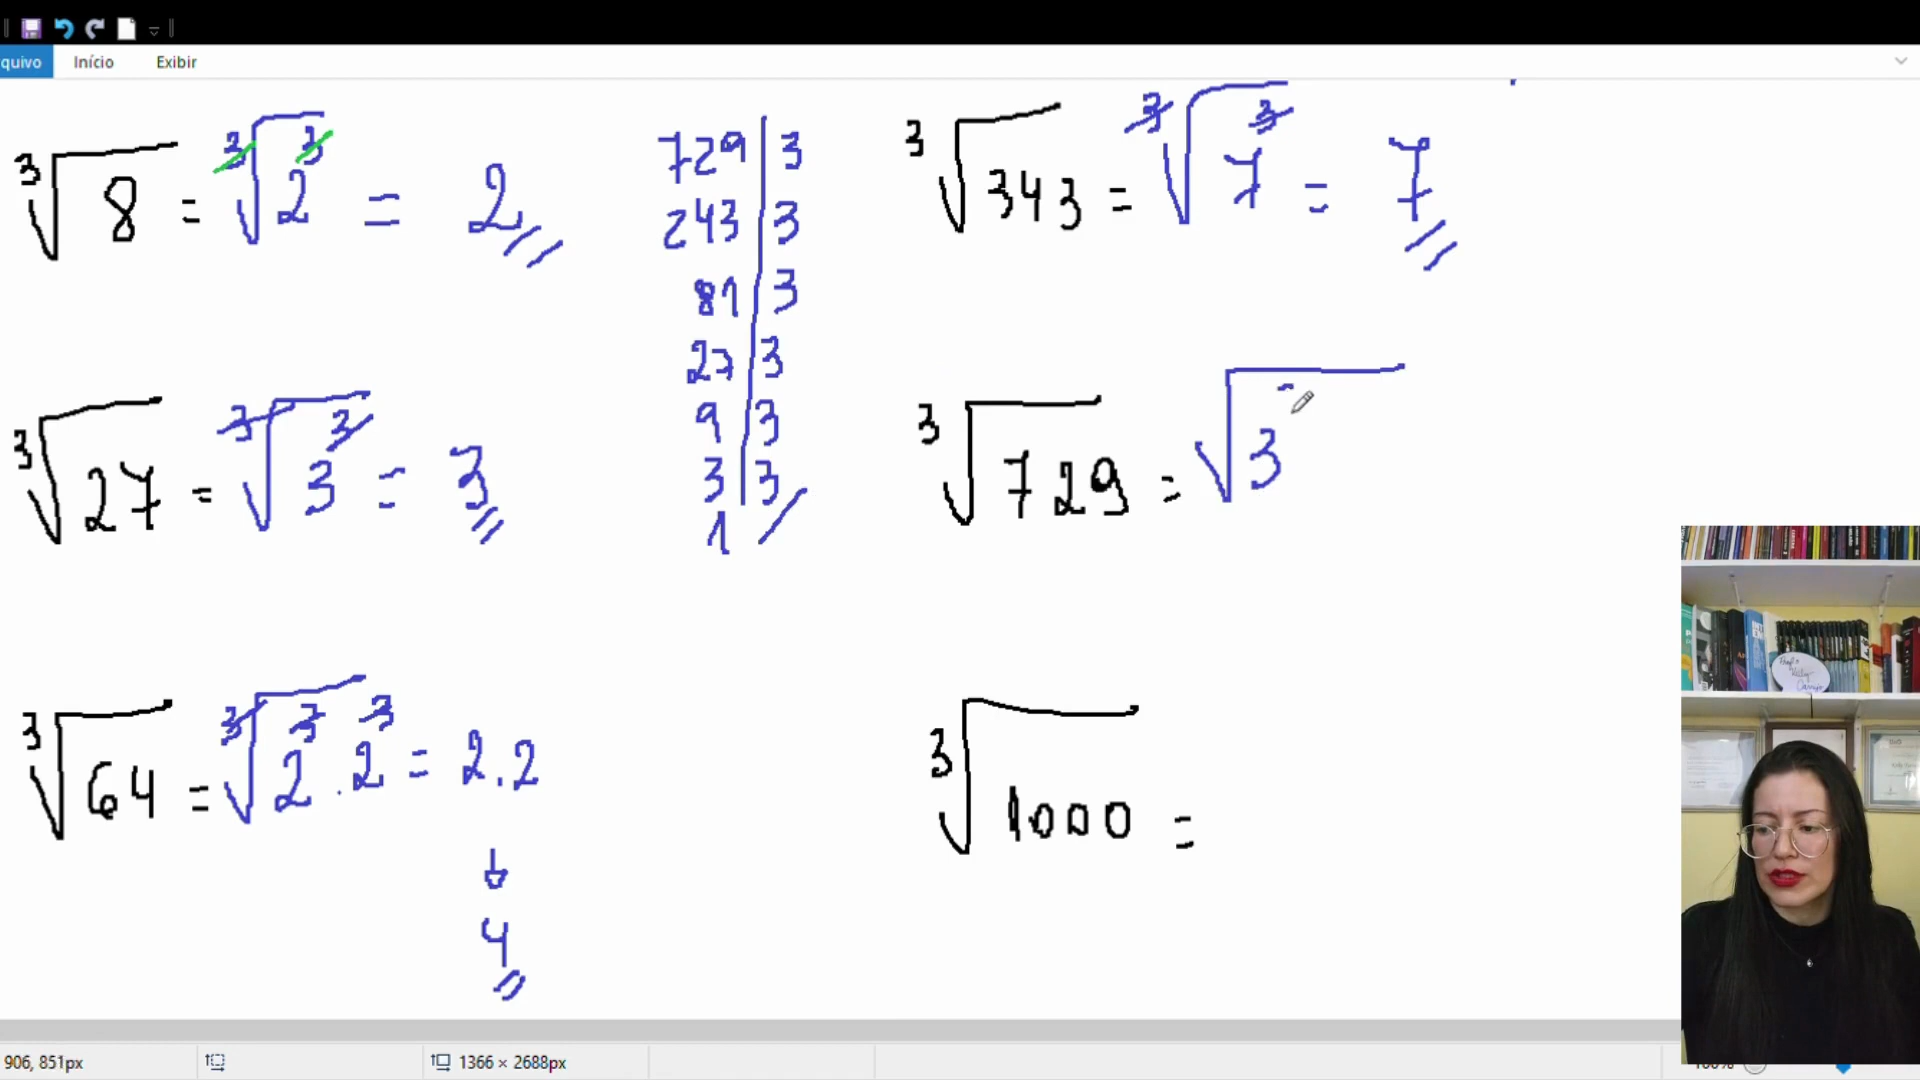 quivo Início Exibir
∛8 = ∛2³ = 2
729 | 3
243 | 3
81 | 3
27 | 3
9 | 3
3 | 3
1
∛343 = ∛7³ = 7
∛27 = ∛3³ = 3
∛729 = √3
∛64 = ∛2³.2³ = 2.2
4
∛1000 =
906, 851px
1366 × 2688px